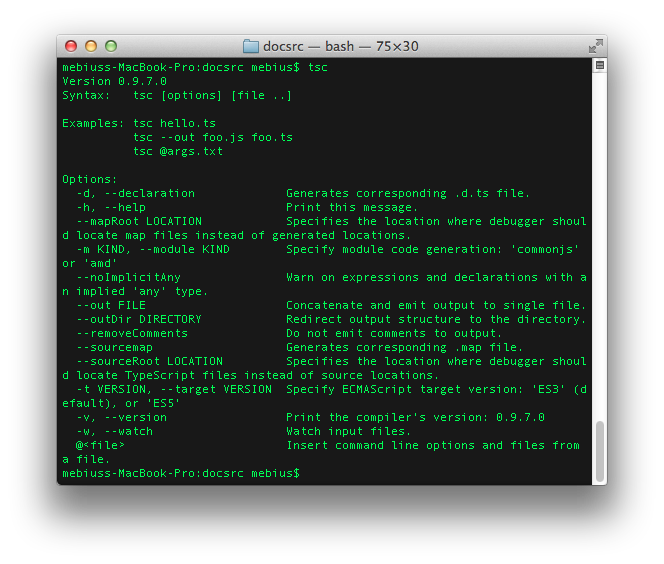 docsrc — bash — 75×30
mebiuss-MacBook-Pro:docsrc mebius$ tsc
Version 0.9.7.0
Syntax:   tsc [options] [file ..]

Examples: tsc hello.ts
          tsc --out foo.js foo.ts
          tsc @args.txt

Options:
  -d, --declaration             Generates corresponding .d.ts file.
  -h, --help                    Print this message.
  --mapRoot LOCATION            Specifies the location where debugger shoul
d locate map files instead of generated locations.
  -m KIND, --module KIND        Specify module code generation: 'commonjs'
or 'amd'
  --noImplicitAny               Warn on expressions and declarations with a
n implied 'any' type.
  --out FILE                    Concatenate and emit output to single file.
  --outDir DIRECTORY            Redirect output structure to the directory.
  --removeComments              Do not emit comments to output.
  --sourcemap                   Generates corresponding .map file.
  --sourceRoot LOCATION         Specifies the location where debugger shoul
d locate TypeScript files instead of source locations.
  -t VERSION, --target VERSION  Specify ECMAScript target version: 'ES3' (d
efault), or 'ES5'
  -v, --version                 Print the compiler's version: 0.9.7.0
  -w, --watch                   Watch input files.
  @<file>                       Insert command line options and files from
a file.
mebiuss-MacBook-Pro:docsrc mebius$